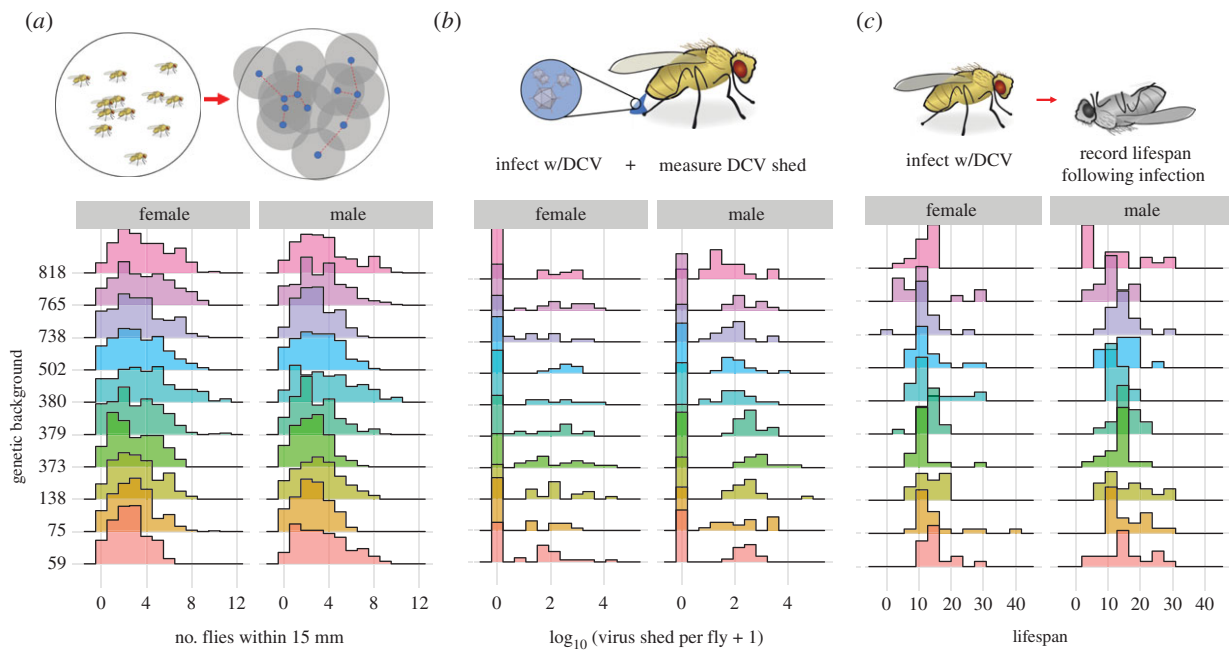 (a)
(b)
(c)
infect w/DCV + measure DCV shed
infect w/DCV
record lifespan
following infection
female male
female male
female male
genetic background
818
765
738
502
380
379
373
138
75
59
0 4 8 12 0 4 8 12
0 2 4 0 2 4
0 10 20 30 40 0 10 20 30 40
no. flies within 15 mm
log10 (virus shed per fly + 1)
lifespan